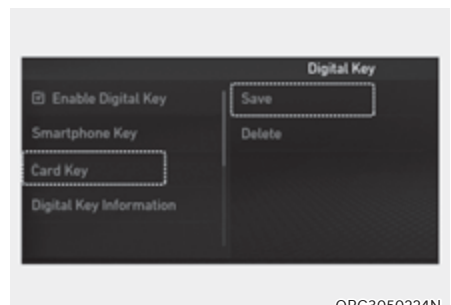 Digital Key
Enable Digital Key
Save
Smartphone Key
Delete
Card Key
Digital Key Information